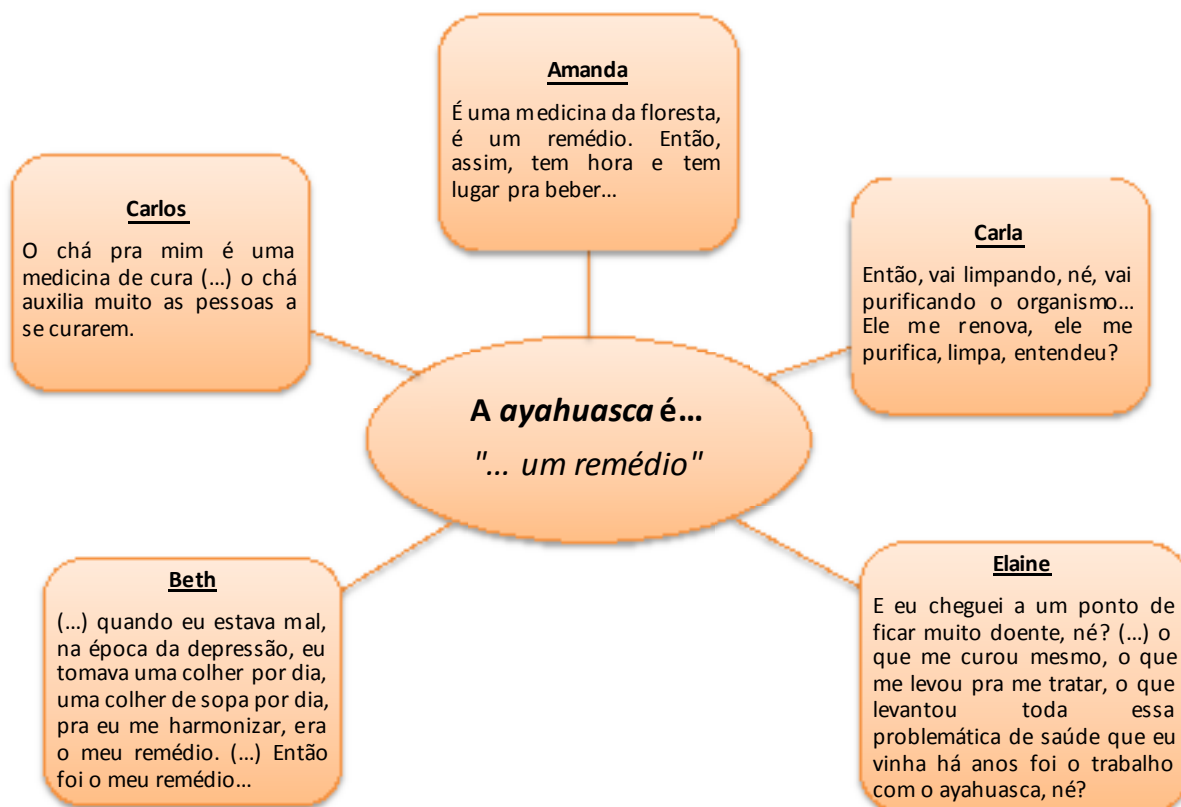 Amanda
É uma medicina da floresta,
é um remédio. Então,
assim, tem hora e tem
lugar pra beber...
Carlos
O chá pra mim é uma
medicina de cura (...) o chá
auxilia muito as pessoas a
se curarem.
Carla
Então, vai limpando, né, vai
purificando o organismo...
Ele me renova, ele me
purifica, limpa, entendeu?
A ayahuasca é...
"... um remédio"
Beth
(...) quando eu estava mal,
na época da depressão, eu
tomava uma colher por dia,
uma colher de sopa por dia,
pra eu me harmonizar, era
o meu remédio. (...) Então
foi o meu remédio...
Elaine
E eu cheguei a um ponto de
ficar muito doente, né? (...) o
que me curou mesmo, o que
me levou pra me tratar, o que
levantou toda essa
problemática de saúde que eu
vinha há anos foi o trabalho
com o ayahuasca, né?